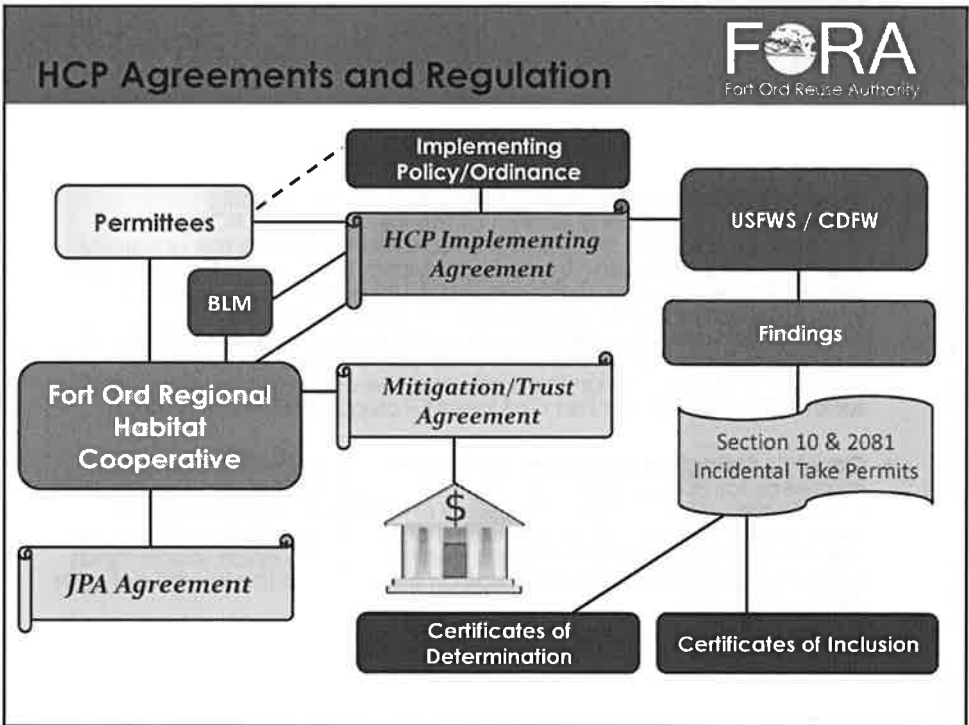 HCP Agreements and Regulation
FORA
Fort Ord Reuse Authority
Implementing
Policy/Ordinance
Permittees
HCP Implementing
Agreement
USFWS / CDFW
BLM
Findings
Fort Ord Regional
Habitat
Cooperative
Mitigation/Trust
Agreement
Section 10 & 2081
Incidental Take Permits
$
JPA Agreement
Certificates of
Determination
Certificates of Inclusion